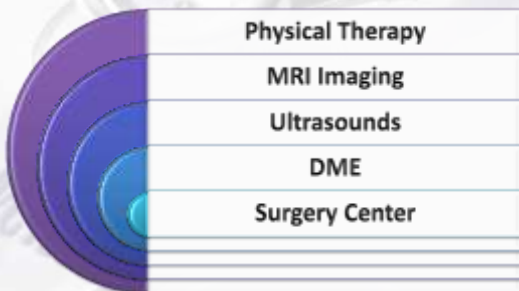 Physical Therapy
MRI Imaging
Ultrasounds
DME
Surgery Center